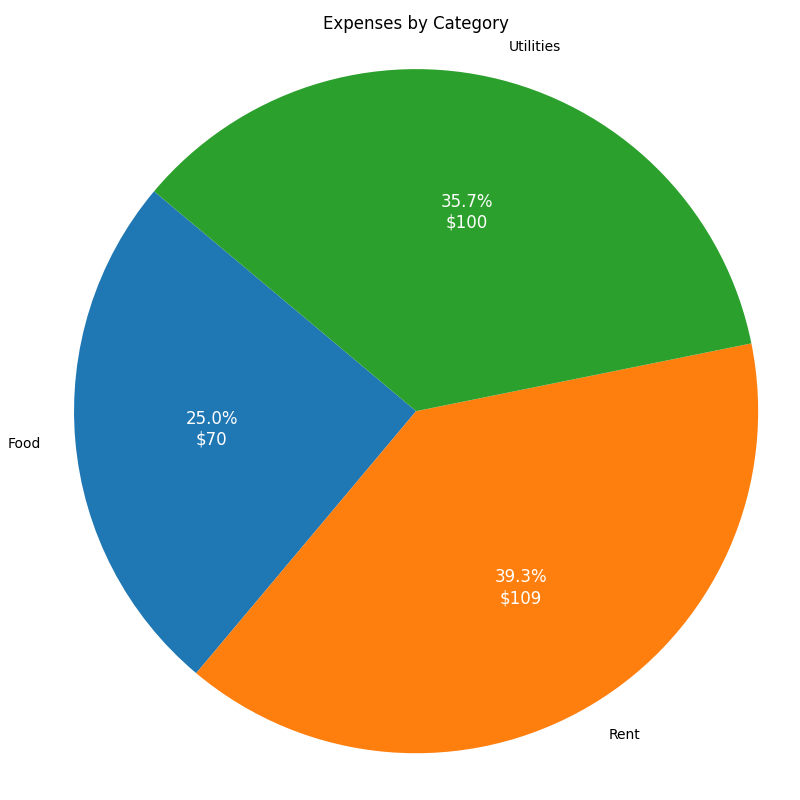 Expenses by Category
Utilities
35.7%
$100
25.0%
$70
Food
39.3%
$109
Rent